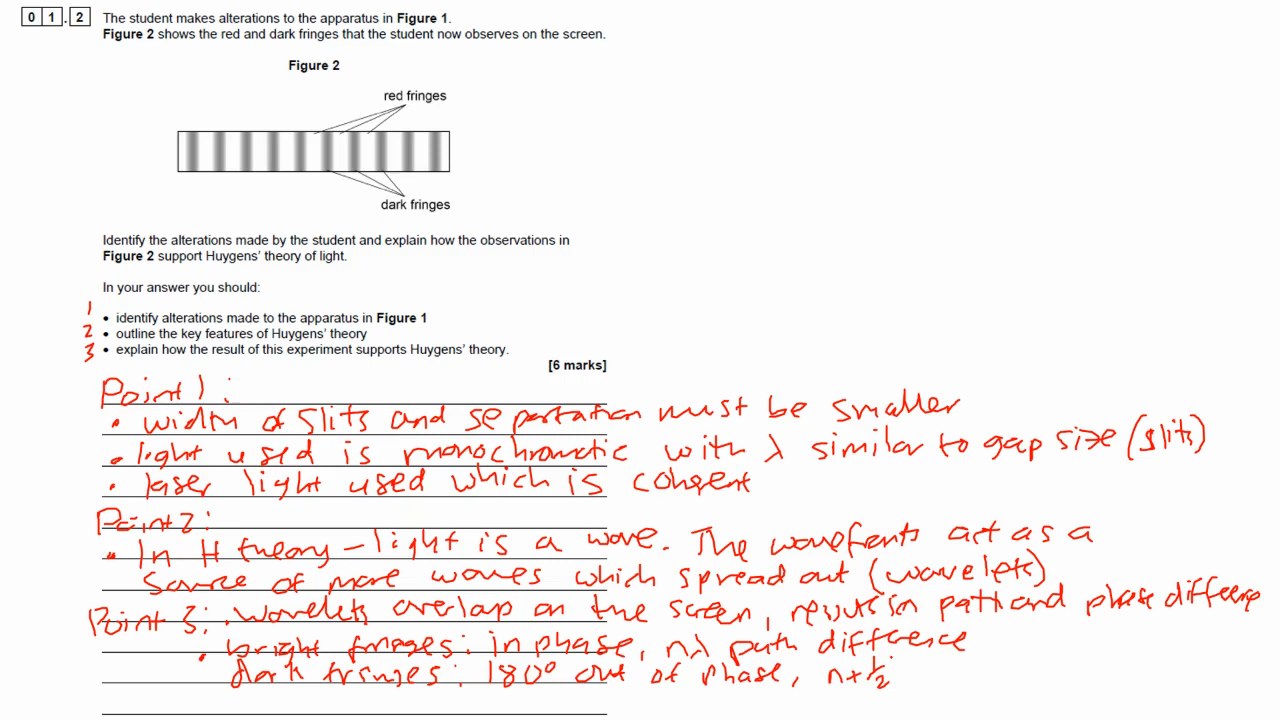 01.2 The student makes alterations to the apparatus in Figure 1.
Figure 2 shows the red and dark fringes that the student now observes on the screen.
Figure 2
red fringes
dark fringes
Identify the alterations made by the student and explain how the observations in
Figure 2 support Huygens' theory of light.
In your answer you should:
1 • identify alterations made to the apparatus in Figure 1
2 • outline the key features of Huygens' theory
3 • explain how the result of this experiment supports Huygens' theory.
[6 marks]
Point 1:
• width of slits and separtation must be smaller
• light used is monochromatic with λ similar to gap size (slits)
• laser light used which is
Point 2:
• In H theory – light is a wave. The wavefronts act as a
source of more waves which spread out (wavelets)
Point 3: • wavelets overlap on the screen, results in path and phase difference
• bright fringes: in phase, nλ path difference
dark fringes: 180° out of phase, n+½